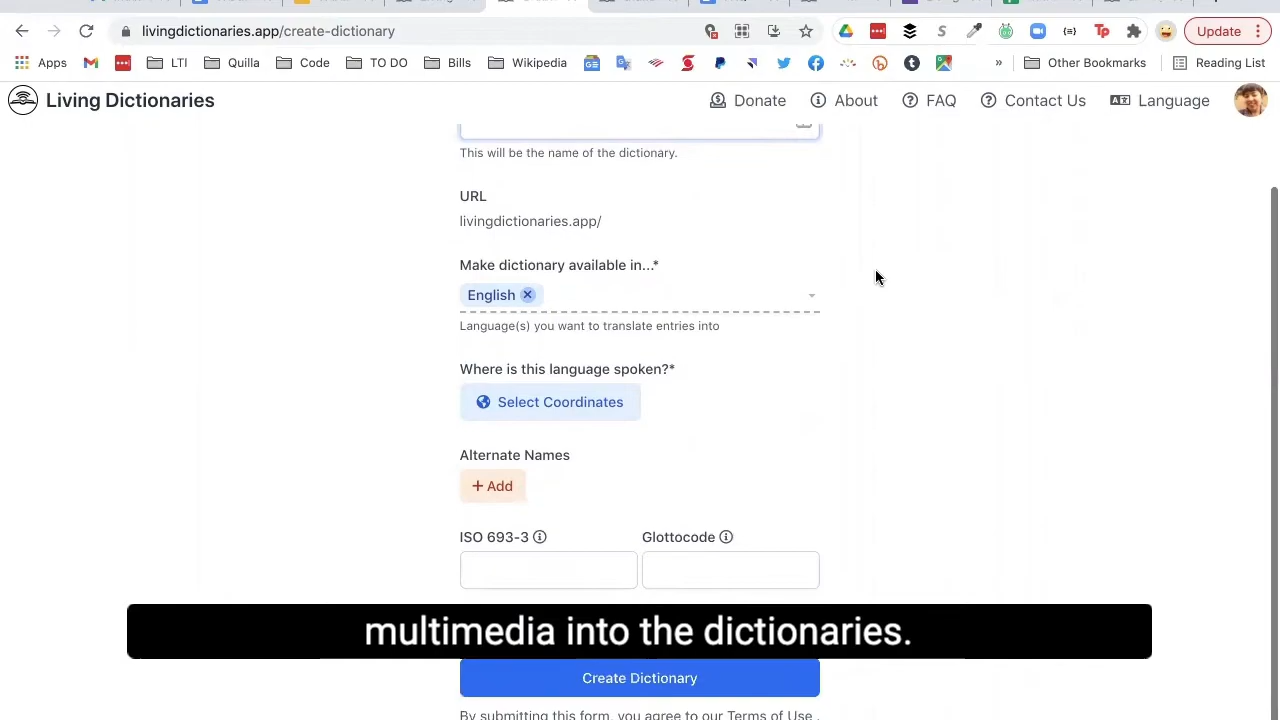 livingdictionaries.app/create-dictionary
Update
Apps LTI Quilla Code TO DO Bills Wikipedia » Other Bookmarks Reading List
Living Dictionaries
Donate About FAQ Contact Us Language
This will be the name of the dictionary.
URL
livingdictionaries.app/
Make dictionary available in...*
English
Language(s) you want to translate entries into
Where is this language spoken?*
Select Coordinates
Alternate Names
+ Add
ISO 693-3 Glottocode
multimedia into the dictionaries.
Create Dictionary
By submitting this form, you agree to our Terms of Use .